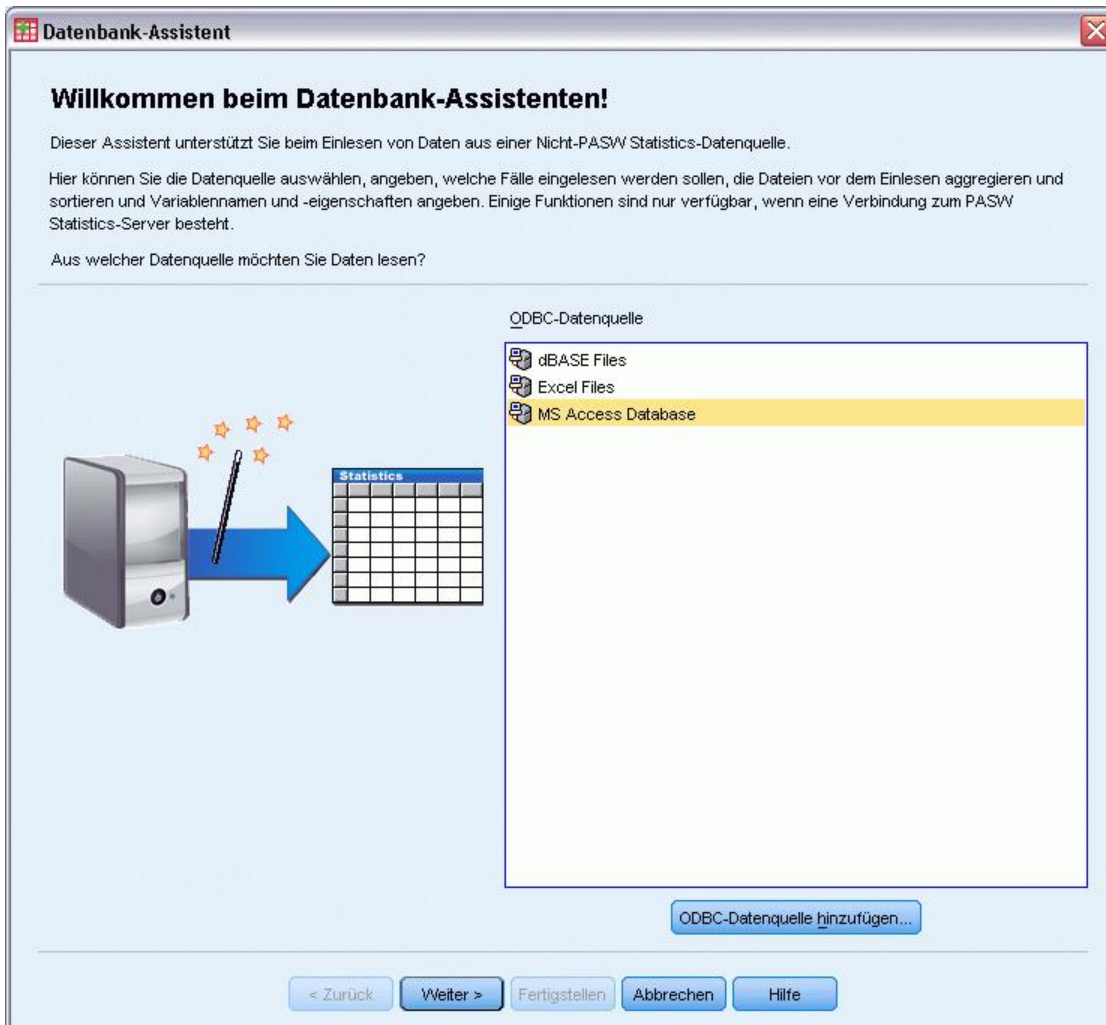 Datenbank-Assistent
Willkommen beim Datenbank-Assistenten!
Dieser Assistent unterstützt Sie beim Einlesen von Daten aus einer Nicht-PASW Statistics-Datenquelle.
Hier können Sie die Datenquelle auswählen, angeben, welche Fälle eingelesen werden sollen, die Dateien vor dem Einlesen aggregieren und
sortieren und Variablennamen und -eigenschaften angeben. Einige Funktionen sind nur verfügbar, wenn eine Verbindung zum PASW
Statistics-Server besteht.
Aus welcher Datenquelle möchten Sie Daten lesen?
ODBC-Datenquelle
dBASE Files
Excel Files
MS Access Database
Statistics
ODBC-Datenquelle hinzufügen...
< Zurück
Weiter >
Fertigstellen
Abbrechen
Hilfe